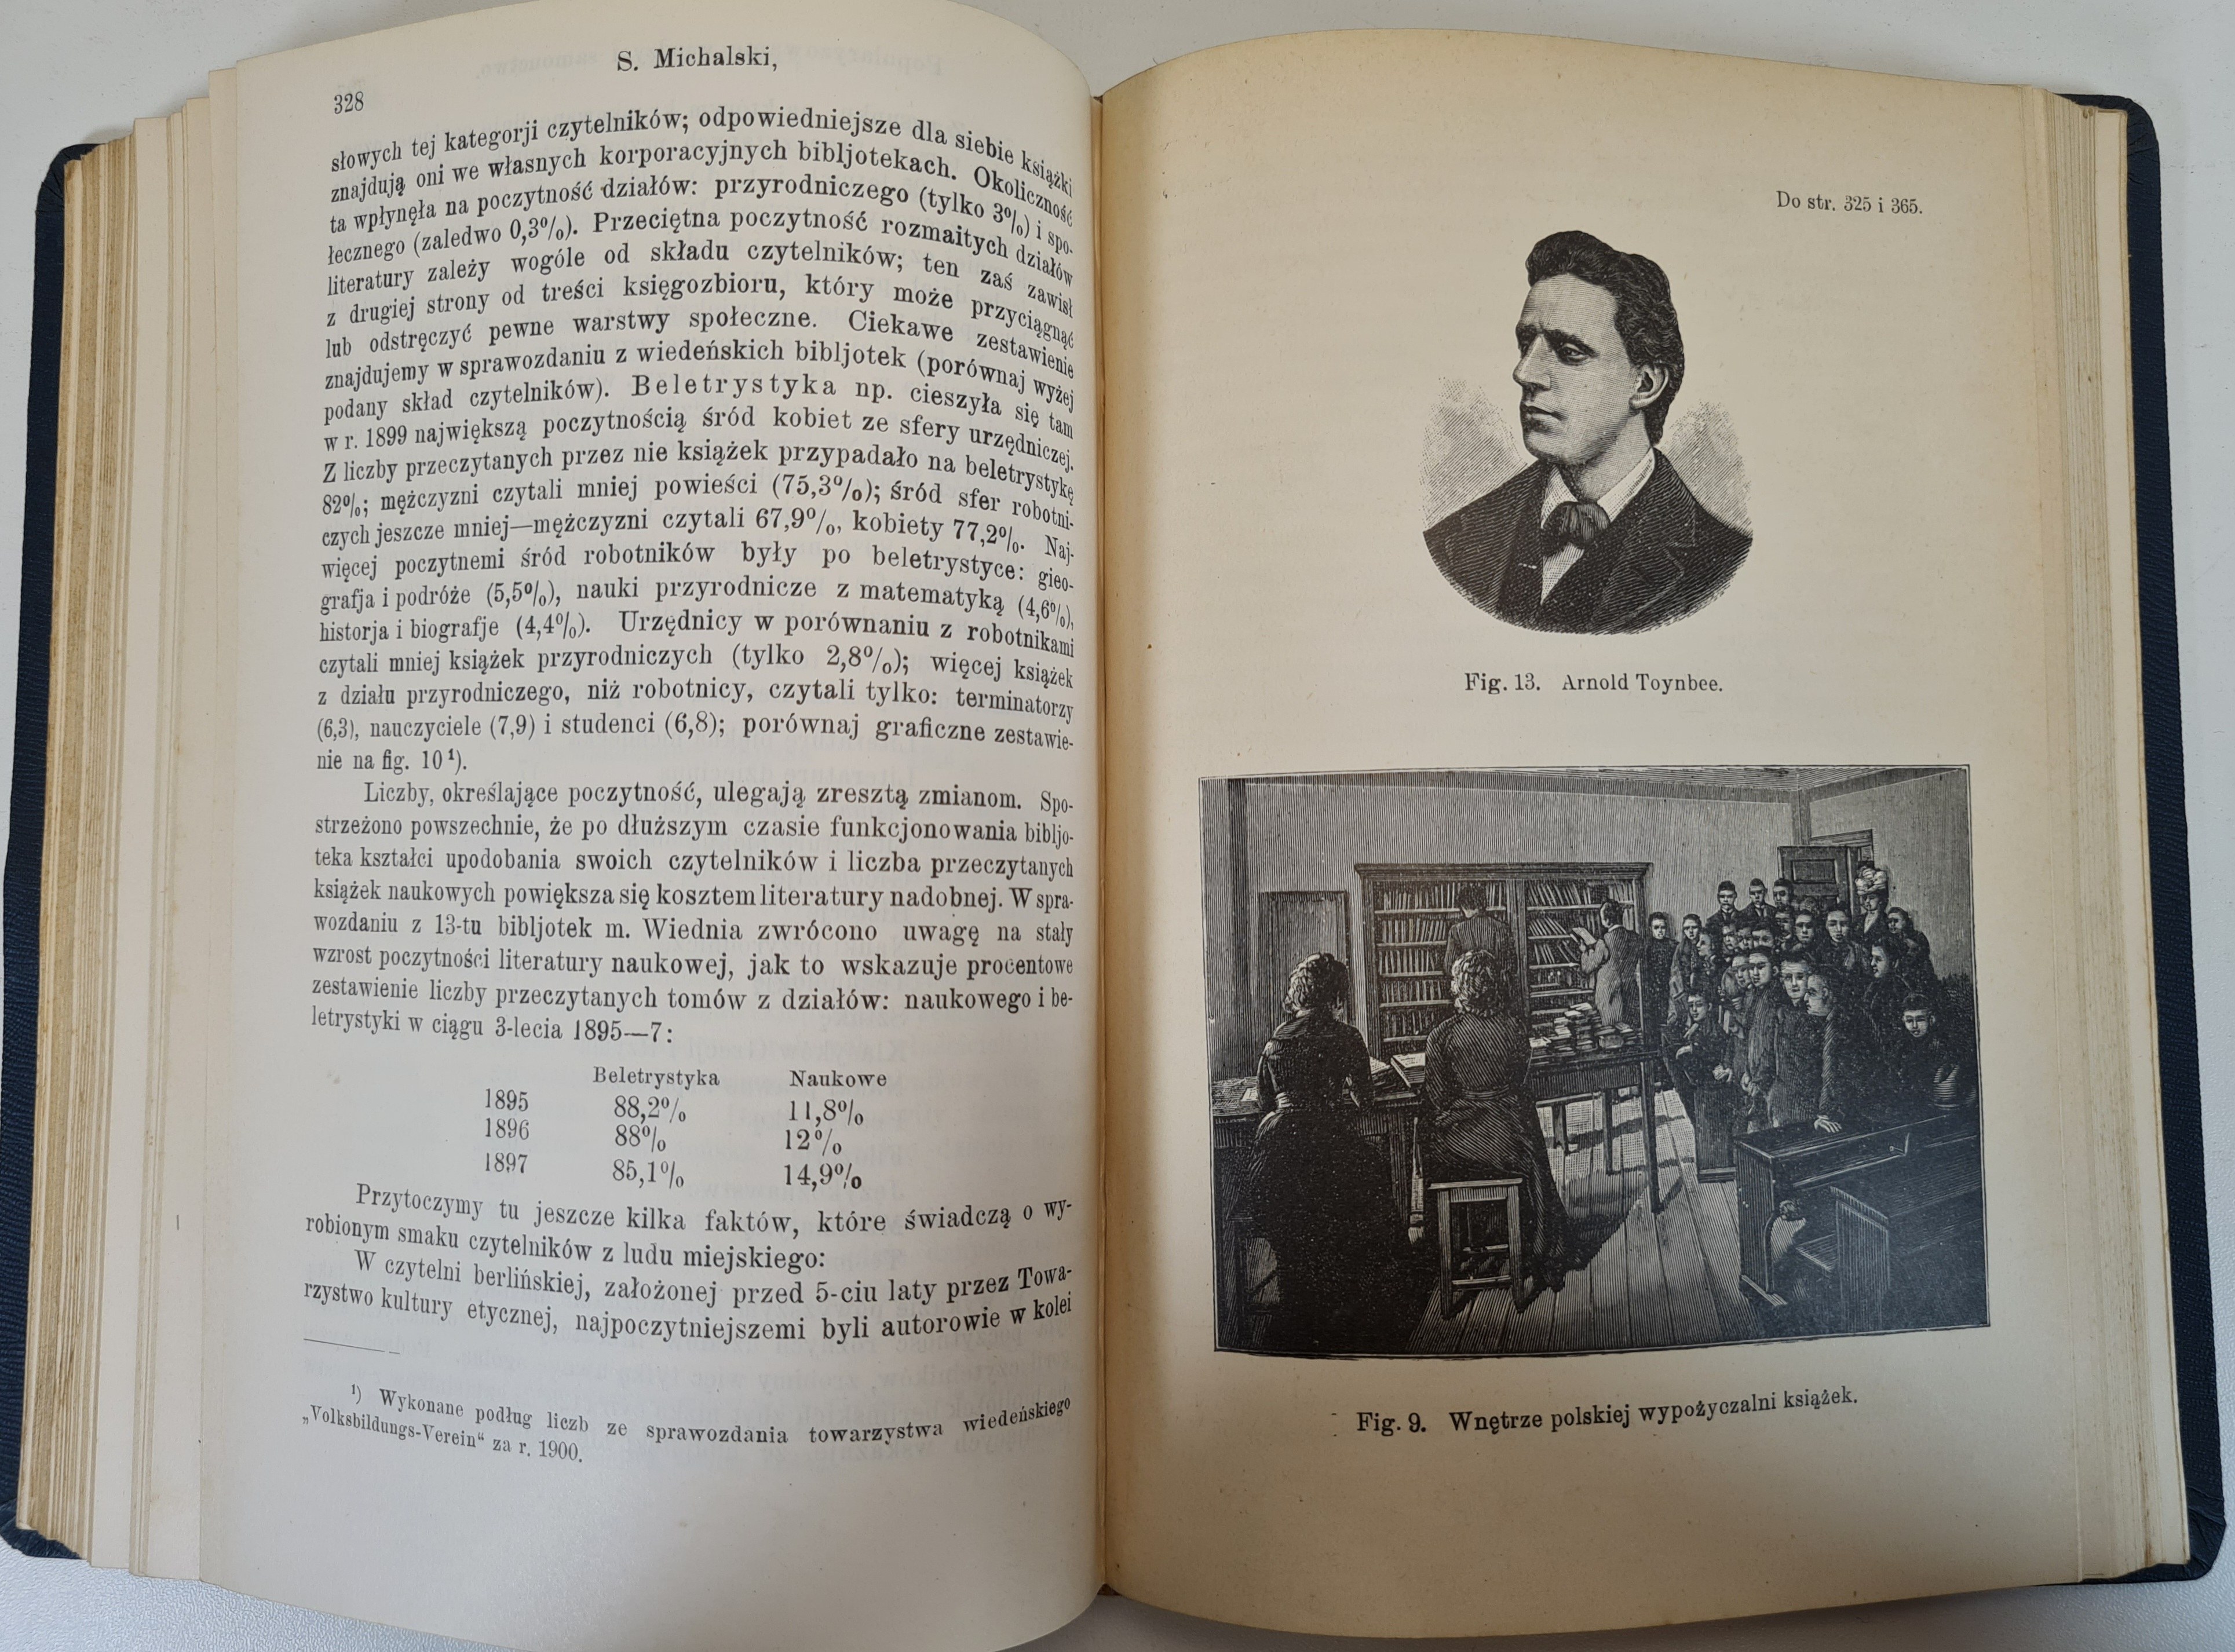 S. Michalski,
328
słowych tej kategorji czytelników; odpowiedniejsze dla siebie książki
znajdują oni we własnych korporacyjnych bibljotekach. Okoliczność
ta wpłynęła na poczytność działów: przyrodniczego (tylko 3%) i spo-
łecznego (zaledwo 0,3%). Przeciętna poczytność rozmaitych działów
literatury zależy wogóle od składu czytelników; ten zaś zawisł
z drugiej strony od treści księgozbioru, który może przyciągnąć
lub odstręczyć pewne warstwy społeczne. Ciekawe zestawienie
znajdujemy w sprawozdaniu z wiedeńskich bibljotek (porównaj wyżej
podany skład czytelników). Beletrystyka np. cieszyła się tam
w r. 1899 największą poczytnością śród kobiet ze sfery urzędniczej.
Z liczby przeczytanych przez nie książek przypadało na beletrystykę
82%; mężczyzni czytali mniej powieści (75,3%); śród sfer robotni-
czych jeszcze mniej—mężczyzni czytali 67,9%, kobiety 77,2%. Naj-
więcej poczytnemi śród robotników były po beletrystyce: gieo-
grafja i podróże (5,5%), nauki przyrodnicze z matematyką (4,6%),
historja i biografje (4,4%). Urzędnicy w porównaniu z robotnikami
czytali mniej książek przyrodniczych (tylko 2,8%); więcej książek
z działu przyrodniczego, niż robotnicy, czytali tylko: terminatorzy
(6,3), nauczyciele (7,9) i studenci (6,8); porównaj graficzne zestawie-
nie na fig. 10 ¹).
Liczby, określające poczytność, ulegają zresztą zmianom. Spo-
strzeżono powszechnie, że po dłuższym czasie funkcjonowania bibljo-
teka kształci upodobania swoich czytelników i liczba przeczytanych
książek naukowych powiększa się kosztem literatury nadobnej. W spra-
wozdaniu z 13-tu bibljotek m. Wiednia zwrócono uwagę na stały
wzrost poczytności literatury naukowej, jak to wskazuje procentowe
zestawienie liczby przeczytanych tomów z działów: naukowego i be-
letrystyki w ciągu 3-lecia 1895—7:
Beletrystyka Naukowe
1895 88,2% 11,8%
1896 88% 12%
1897 85,1% 14,9%
Przytoczymy tu jeszcze kilka faktów, które świadczą o wy-
robionym smaku czytelników z ludu miejskiego:
W czytelni berlińskiej, założonej przed 5-ciu laty przez Towa-
rzystwo kultury etycznej, najpoczytniejszemi byli autorowie w kolei
¹) Wykonane podług liczb ze sprawozdania towarzystwa wiedeńskiego
„Volksbildungs-Verein“ za r. 1900.
Do str. 325 i 365.
Fig. 13. Arnold Toynbee.
Fig. 9. Wnętrze polskiej wypożyczalni książek.